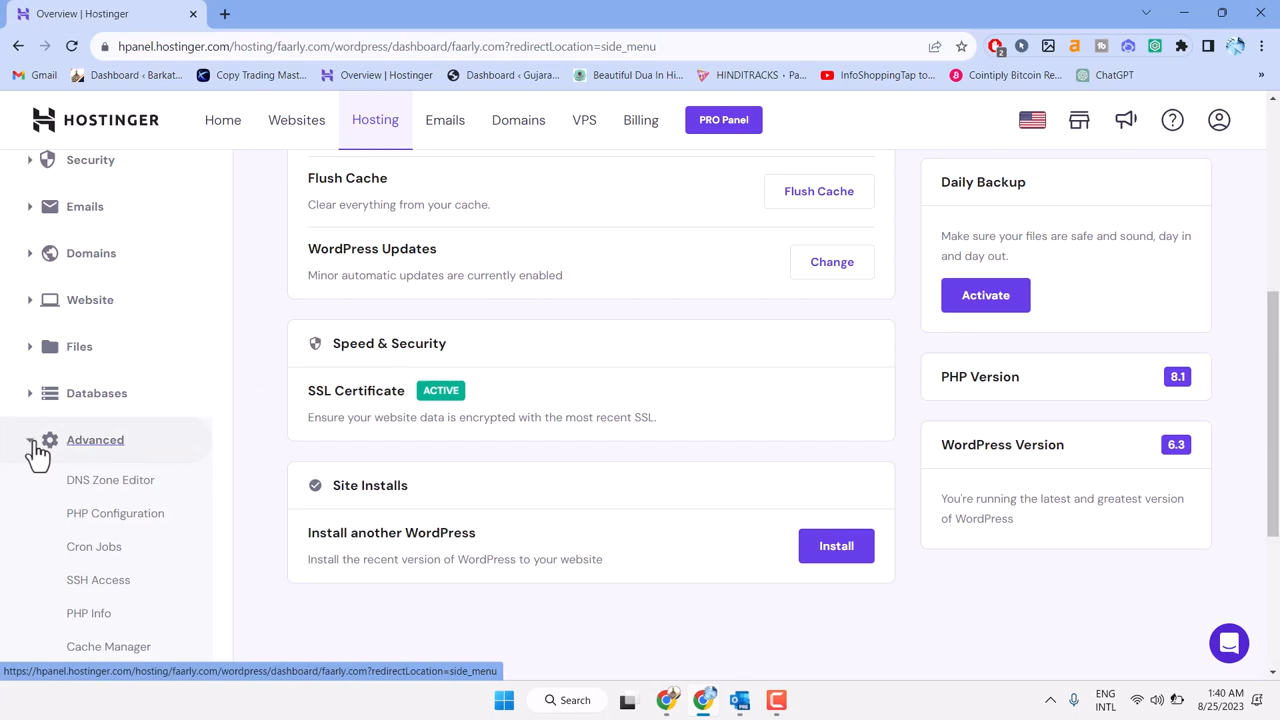 Overview | Hostinger
hpanel.hostinger.com/hosting/faarly.com/wordpress/dashboard/faarly.com?redirectLocation=side_menu
2
Gmail
Dashboard ‹ Barkat...
Copy Trading Mast...
Overview | Hostinger
Dashboard ‹ Gujara...
Beautiful Dua In Hi...
HINDITRACKS • Pa...
InfoShoppingTap to...
Cointiply Bitcoin Re...
ChatGPT
»
HOSTINGER
Home
Websites
Hosting
Emails
Domains
VPS
Billing
PRO Panel
Security
Emails
Domains
Website
Files
Databases
Advanced
DNS Zone Editor
PHP Configuration
Cron Jobs
SSH Access
PHP Info
Cache Manager
Flush Cache
Clear everything from your cache.
Flush Cache
WordPress Updates
Minor automatic updates are currently enabled
Change
Speed & Security
SSL Certificate ACTIVE
Ensure your website data is encrypted with the most recent SSL.
Site Installs
Install another WordPress
Install the recent version of WordPress to your website
Install
Daily Backup
Make sure your files are safe and sound, day in
and day out.
Activate
PHP Version 8.1
WordPress Version 6.3
You're running the latest and greatest version
of WordPress
https://hpanel.hostinger.com/hosting/faarly.com/wordpress/dashboard/faarly.com?redirectLocation=side_menu
Search
ENG
INTL
1:40 AM
8/25/2023